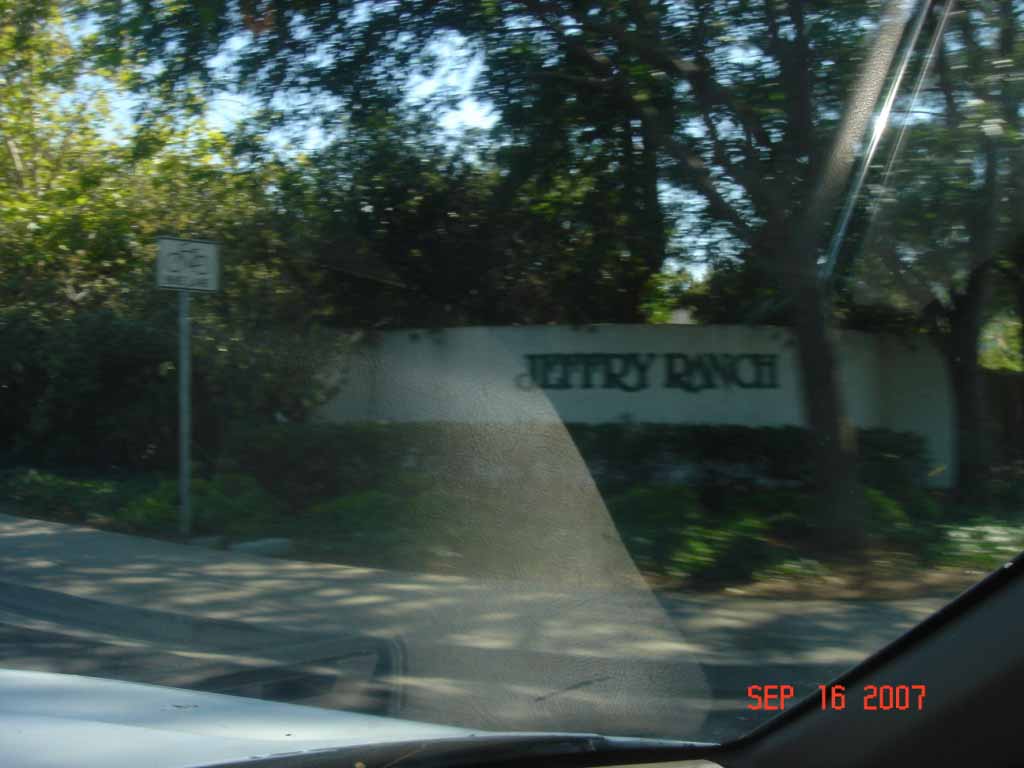 JEFFRY RANCH
SEP 16 2007